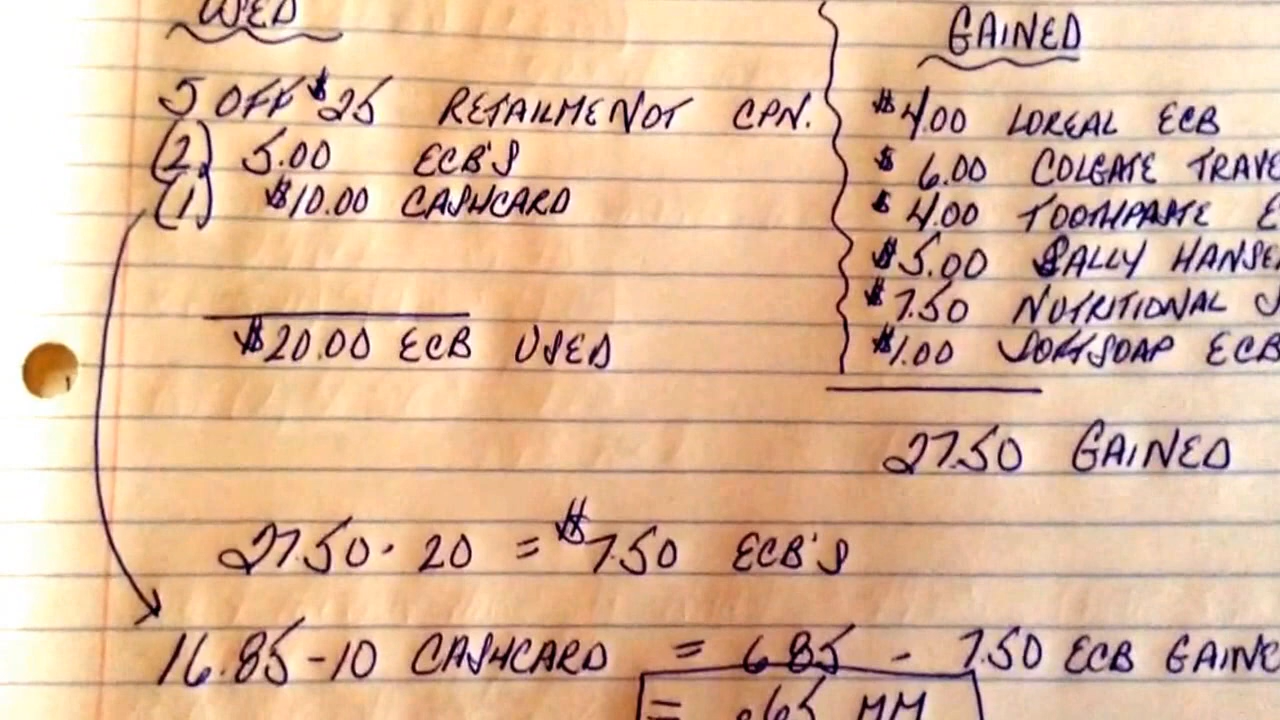 GAINED
5 OFF $25 RETAILMENOT CPN.
(2) 5.00 ECB'S
(1) $10.00 CASHCARD
$20.00 ECB USED
$4.00 LOREAL ECB
$6.00 COLGATE TRAVE
$4.00 TOOTHPASTE E
$5.00 SALLY HANSE
$7.50 NUTRITIONAL S
$1.00 SOFTSOAP ECB
27.50 GAINED
27.50 - 20 = $7.50 ECB'S
16.85 - 10 CASHCARD = 6.85 - 7.50 ECB GAINE
= .65 MM